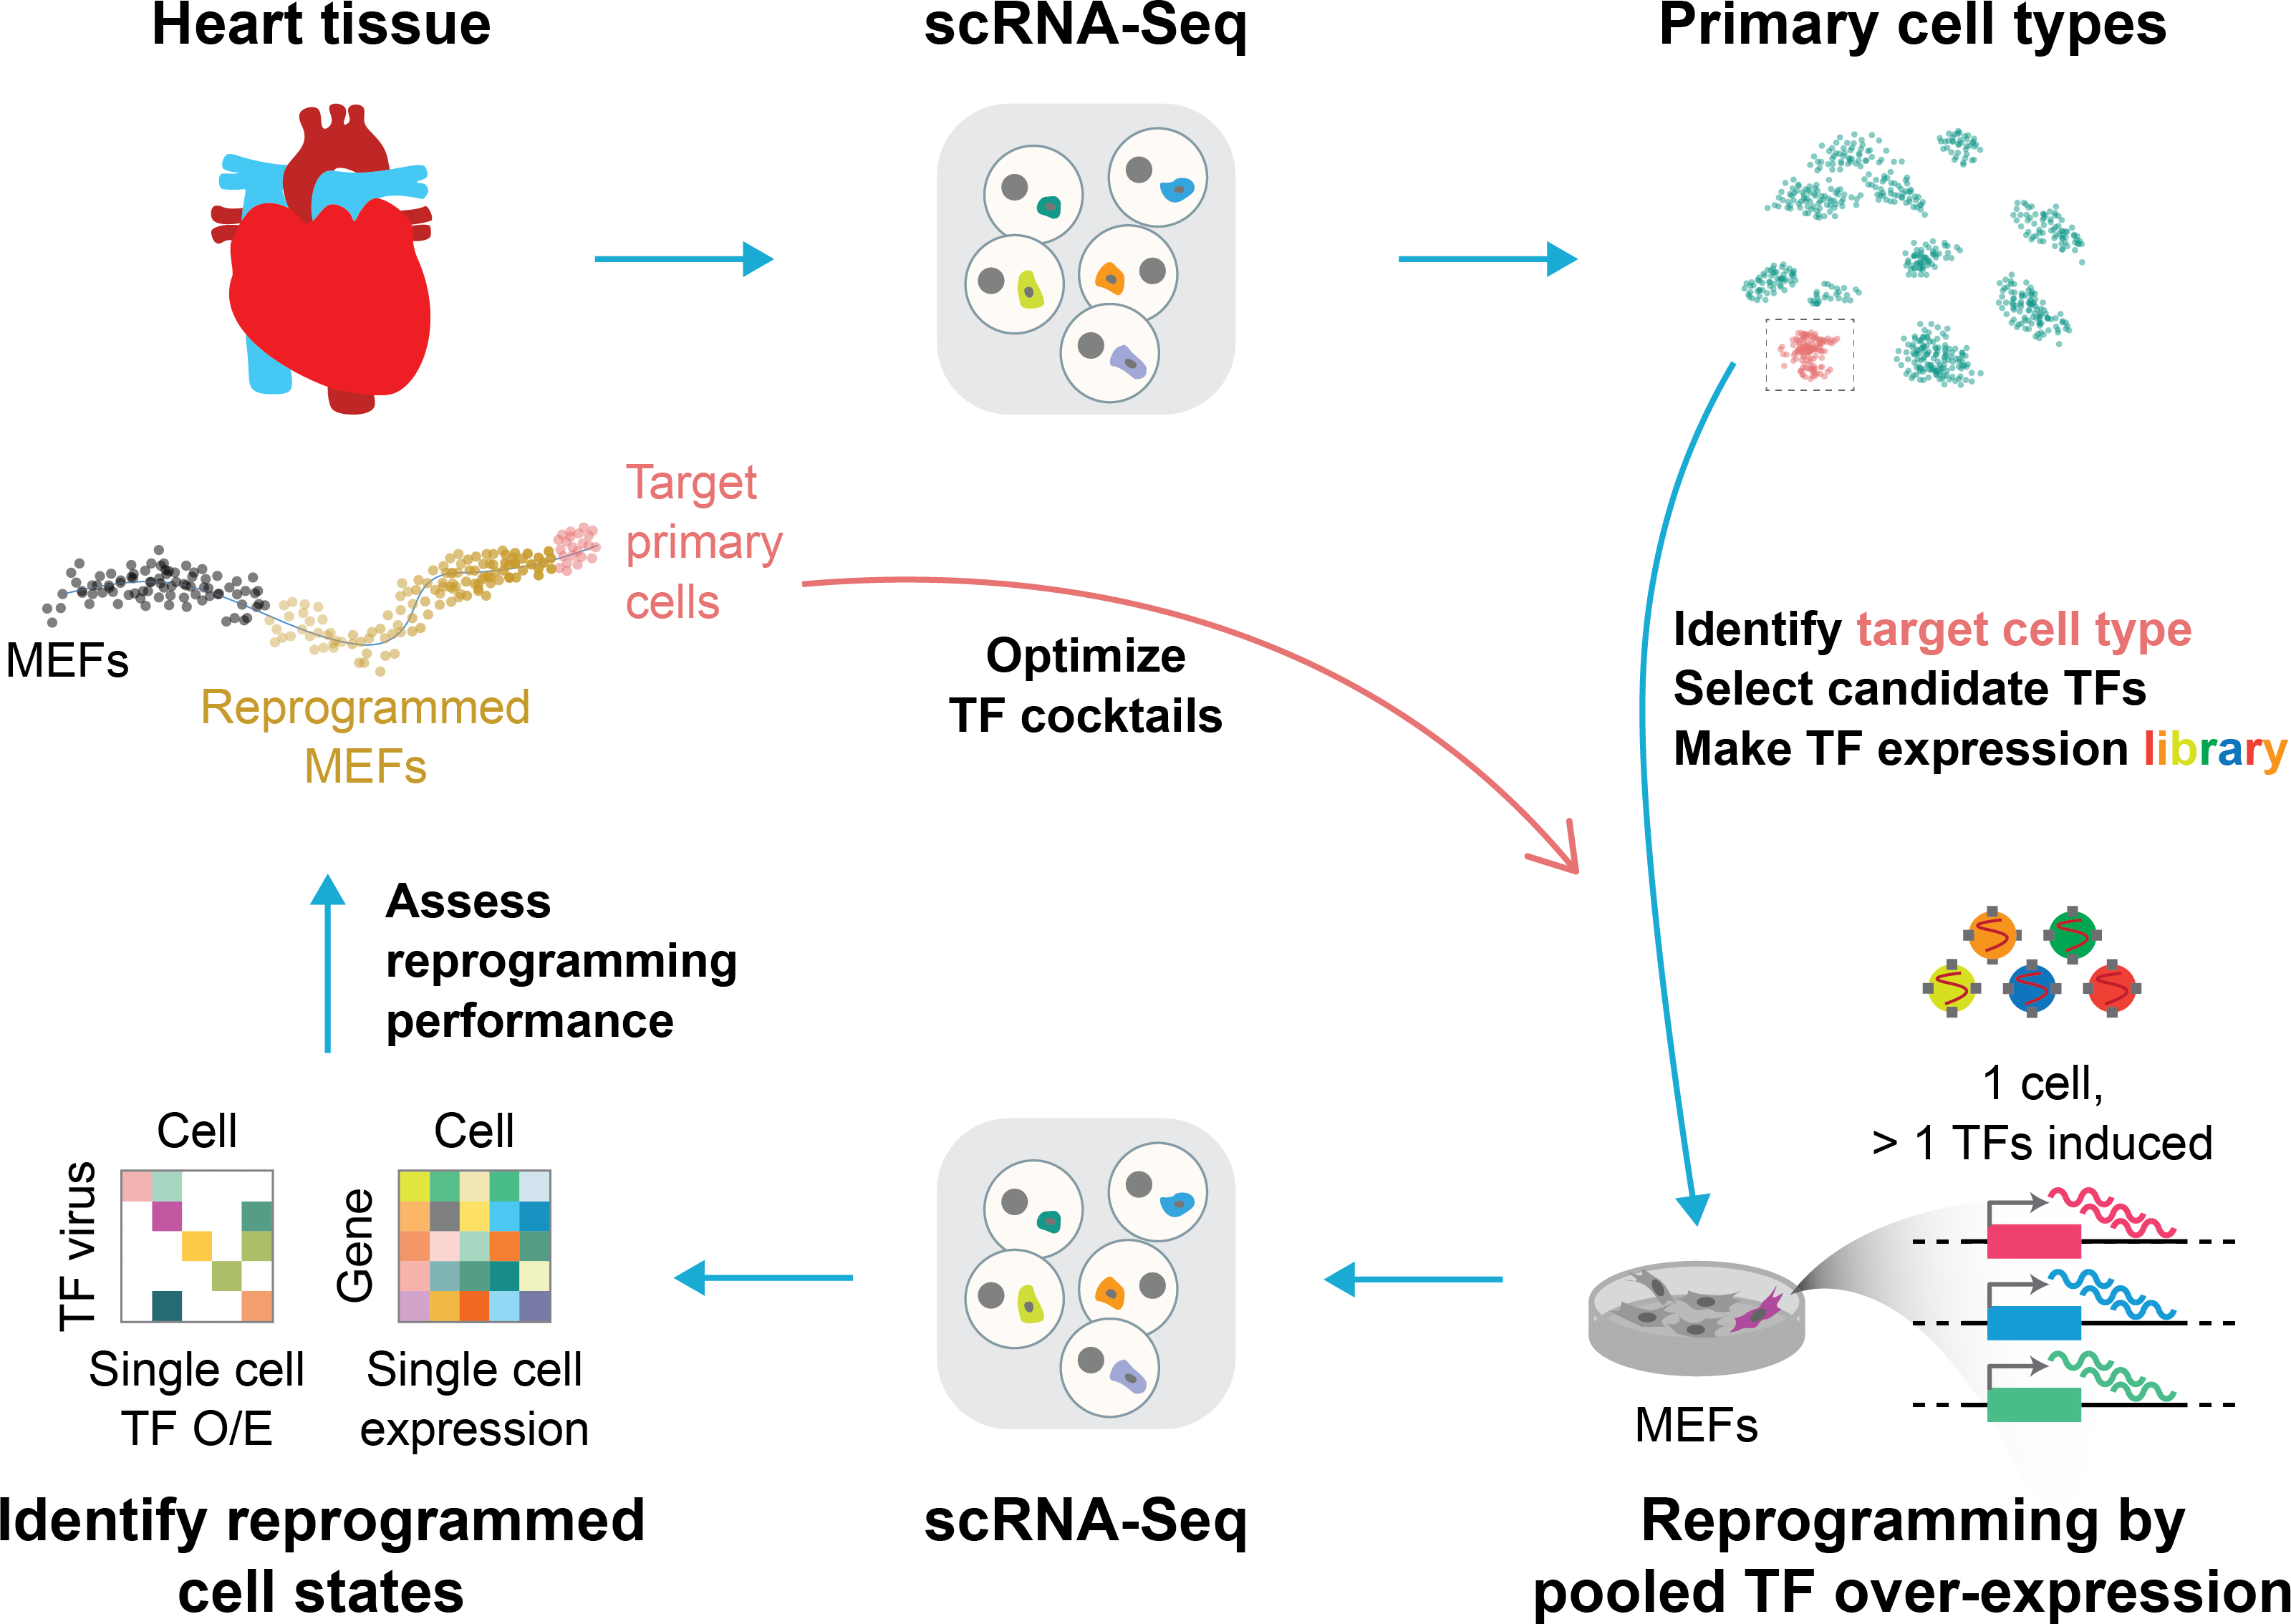 Heart tissue
scRNA-Seq
Primary cell types
Target
primary
cells
MEFs
Reprogrammed
MEFs
Optimize
TF cocktails
Identify target cell type
Select candidate TFs
Make TF expression library
Assess
reprogramming
performance
1 cell,
> 1 TFs induced
Cell
TF virus
Single cell
TF O/E
Cell
Gene
Single cell
expression
MEFs
Identify reprogrammed
cell states
scRNA-Seq
Reprogramming by
pooled TF over-expression